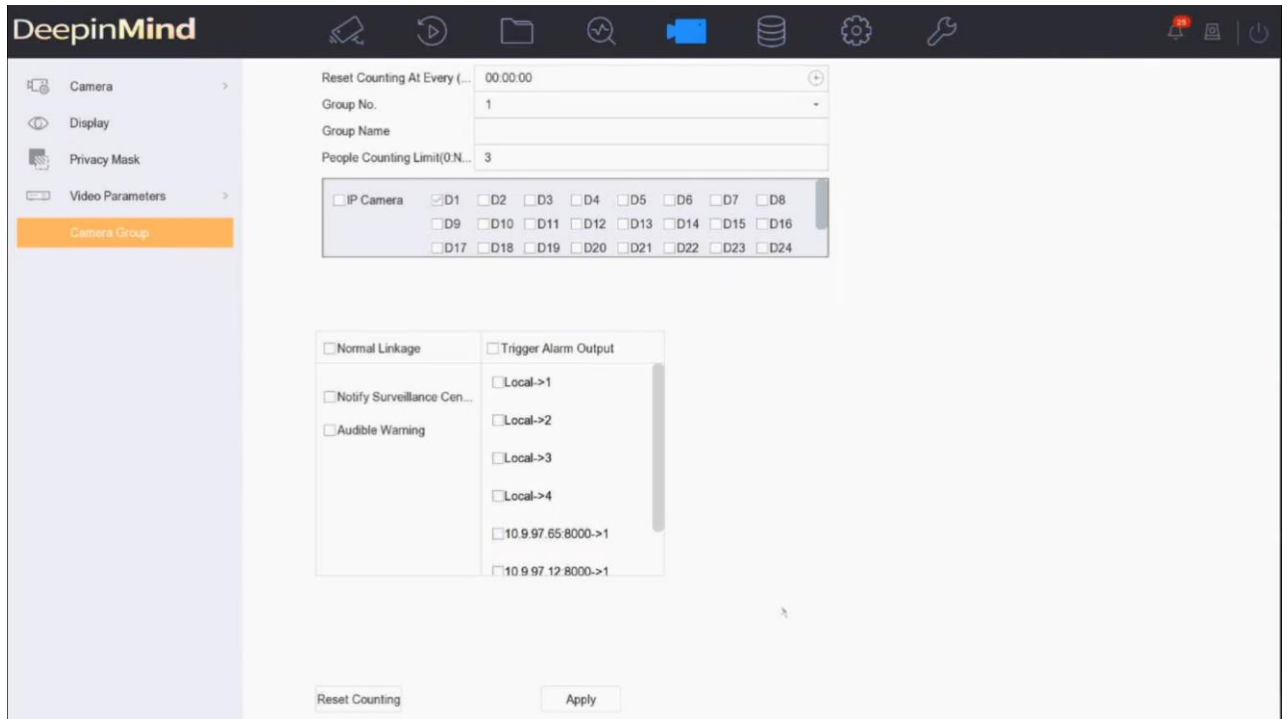 DeepinMind
25
Camera
Display
Privacy Mask
Video Parameters
Camera Group
Reset Counting At Every (... 00:00:00
Group No. 1
Group Name
People Counting Limit(0:N... 3
IP Camera D1 D2 D3 D4 D5 D6 D7 D8
D9 D10 D11 D12 D13 D14 D15 D16
D17 D18 D19 D20 D21 D22 D23 D24
Normal Linkage Trigger Alarm Output
Local->1
Notify Surveillance Cen...
Local->2
Audible Warning
Local->3
Local->4
10.9.97.65:8000->1
10.9.97.12:8000->1
Reset Counting Apply